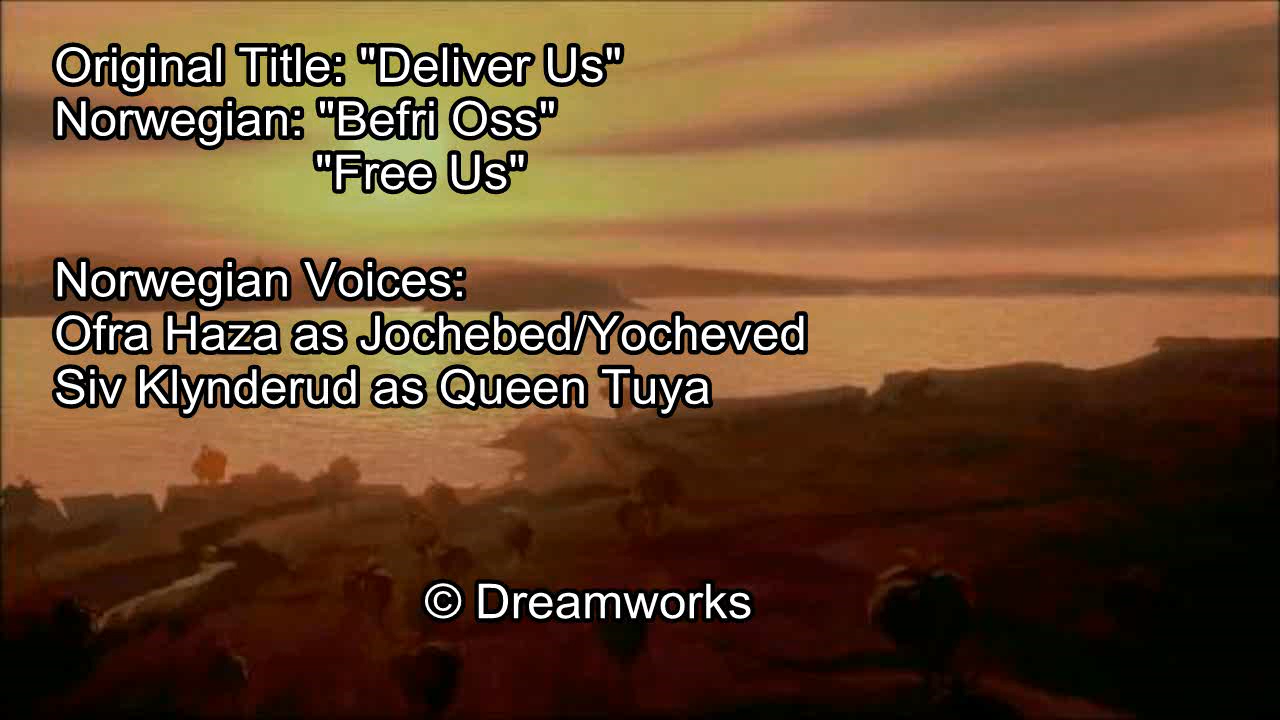 Original Title: "Deliver Us"
Norwegian: "Befri Oss"
"Free Us"
Norwegian Voices:
Ofra Haza as Jochebed/Yocheved
Siv Klynderud as Queen Tuya
© Dreamworks